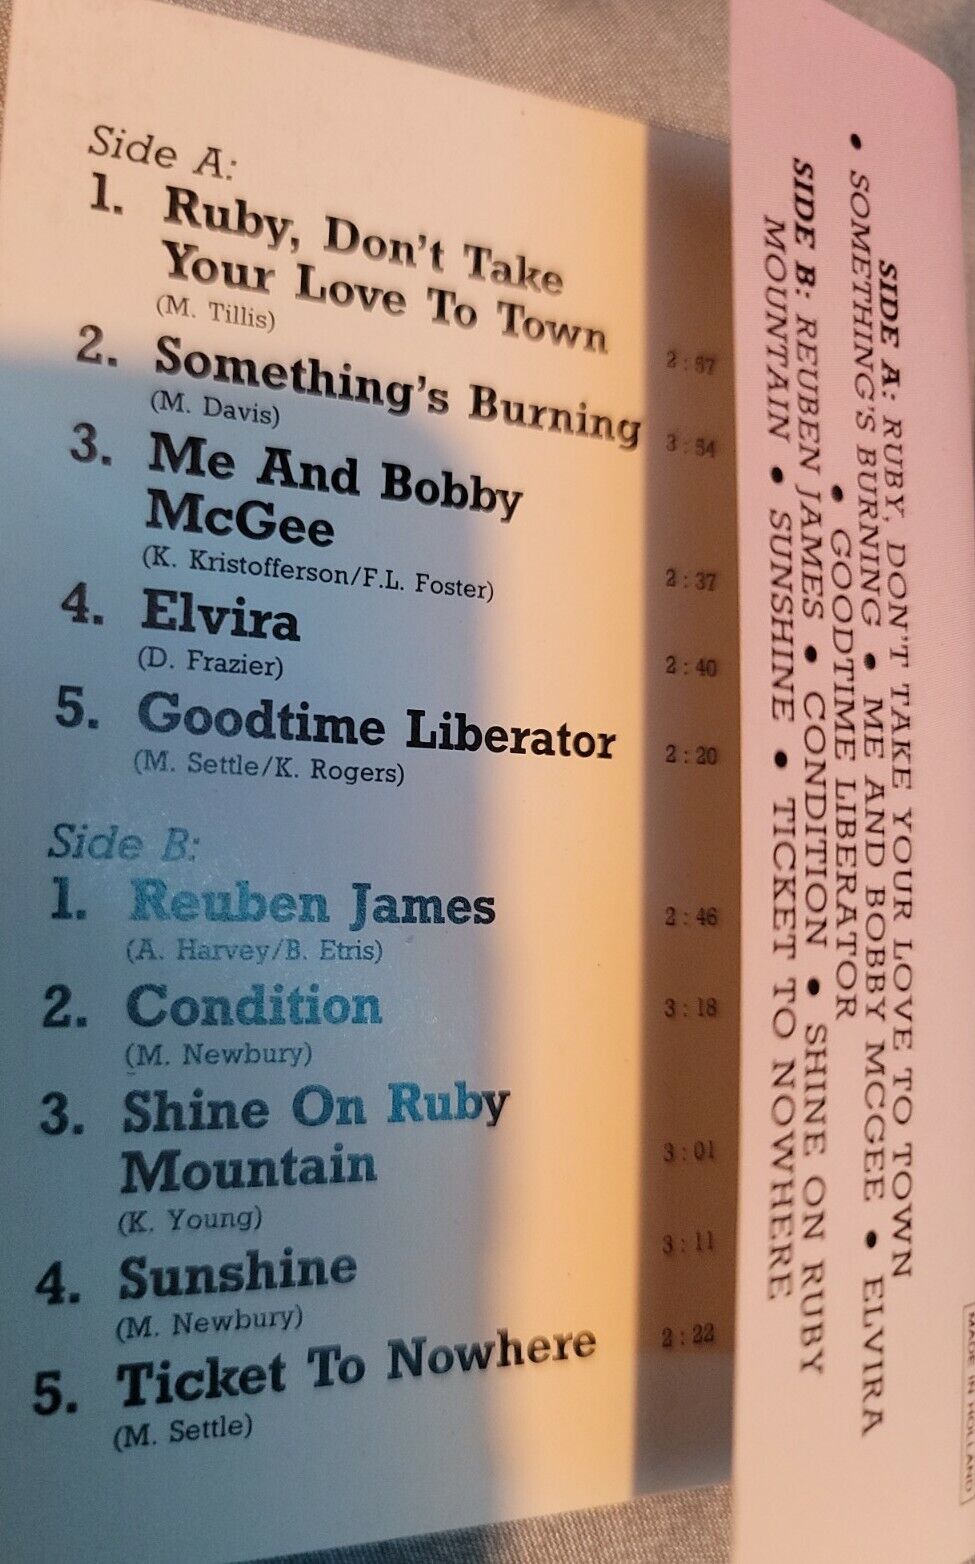 Side A:
1. Ruby, Don't Take
Your Love To Town
(M. Tillis) 2:57
2. Something's Burning
(M. Davis) 3:54
3. Me And Bobby
McGee
(K. Kristofferson/F.L. Foster) 2:37
4. Elvira
(D. Frazier) 2:40
5. Goodtime Liberator
(M. Settle/K. Rogers) 2:20
Side B:
1. Reuben James
(A. Harvey/B. Etris) 2:46
2. Condition
(M. Newbury) 3:18
3. Shine On Ruby
Mountain
(K. Young) 3:01
4. Sunshine
(M. Newbury) 3:11
5. Ticket To Nowhere
(M. Settle) 2:22
SIDE A: RUBY, DON'T TAKE YOUR LOVE TO TOWN
• SOMETHING'S BURNING • ME AND BOBBY MCGEE • ELVIRA
• GOODTIME LIBERATOR
SIDE B: REUBEN JAMES • CONDITION • SHINE ON RUBY
MOUNTAIN • SUNSHINE • TICKET TO NOWHERE
MADE IN HOLLAND